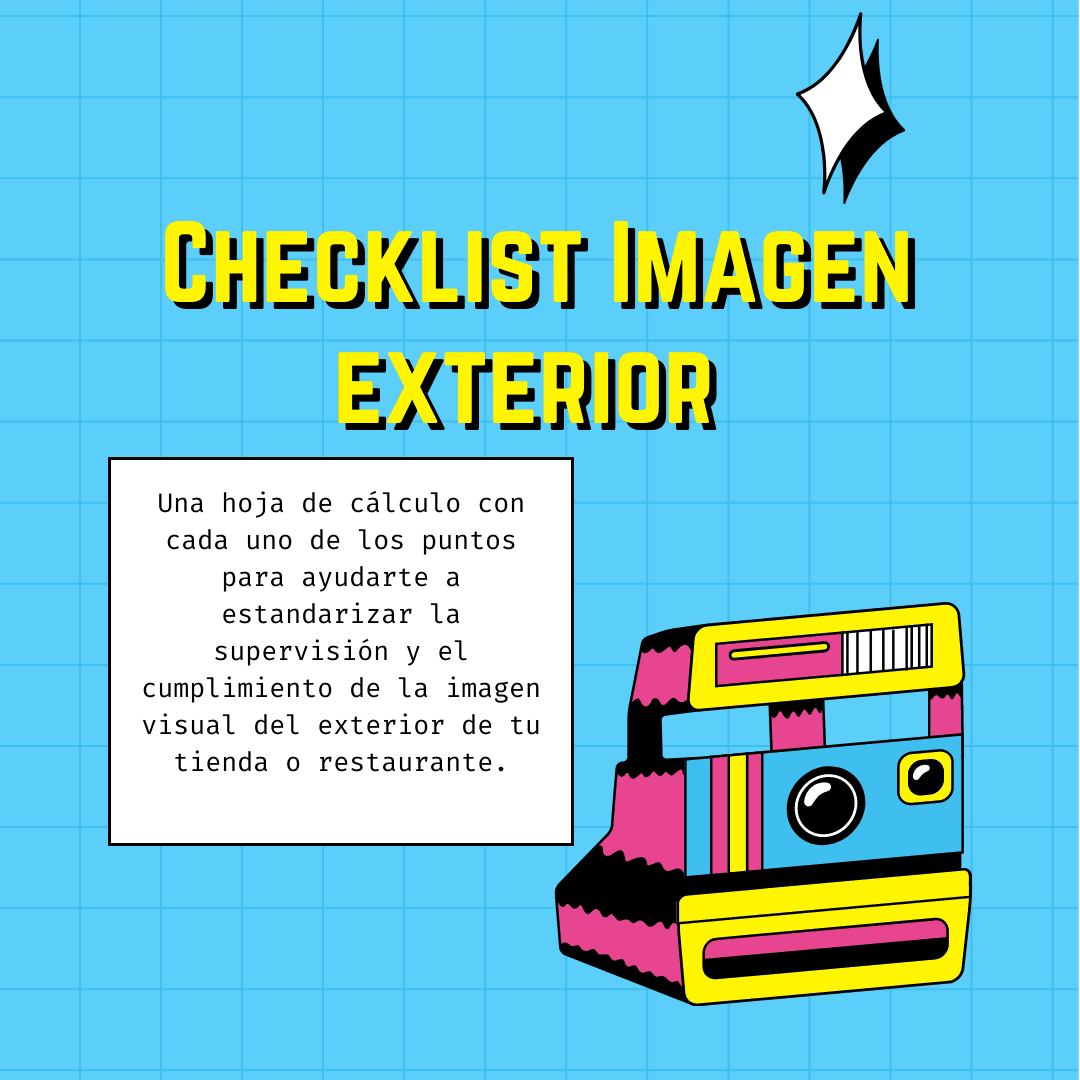 Checklist Imagen
exterior
Una hoja de cálculo con
cada uno de los puntos
para ayudarte a
estandarizar la
supervisión y el
cumplimiento de la imagen
visual del exterior de tu
tienda o restaurante.